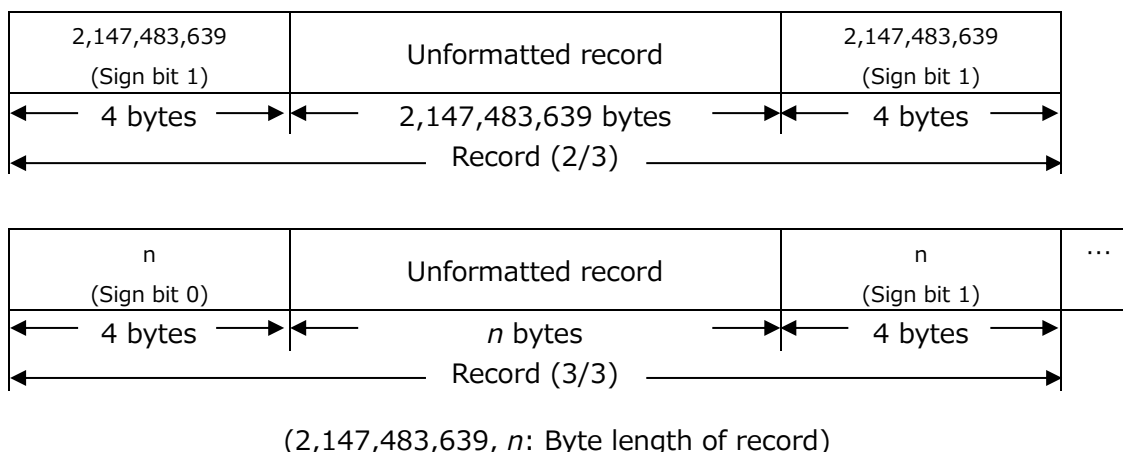 2,147,483,639 Unformatted record 2,147,483,639
(Sign bit 1) (Sign bit 1)
4 bytes 2,147,483,639 bytes 4 bytes
Record (2/3)
n Unformatted record n …
(Sign bit 0) (Sign bit 1)
4 bytes n bytes 4 bytes
Record (3/3)
(2,147,483,639, n: Byte length of record)